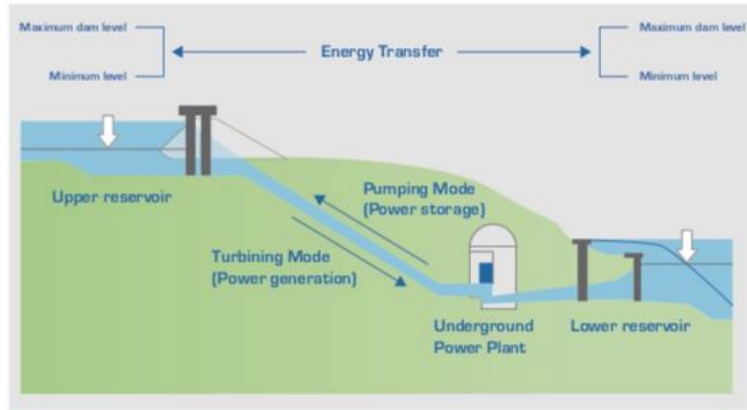 Maximum dam level
Energy Transfer
Maximum dam level
Minimum level
Minimum level
Upper reservoir
Pumping Mode
(Power storage)
Turbining Mode
(Power generation)
Underground
Power Plant
Lower reservoir